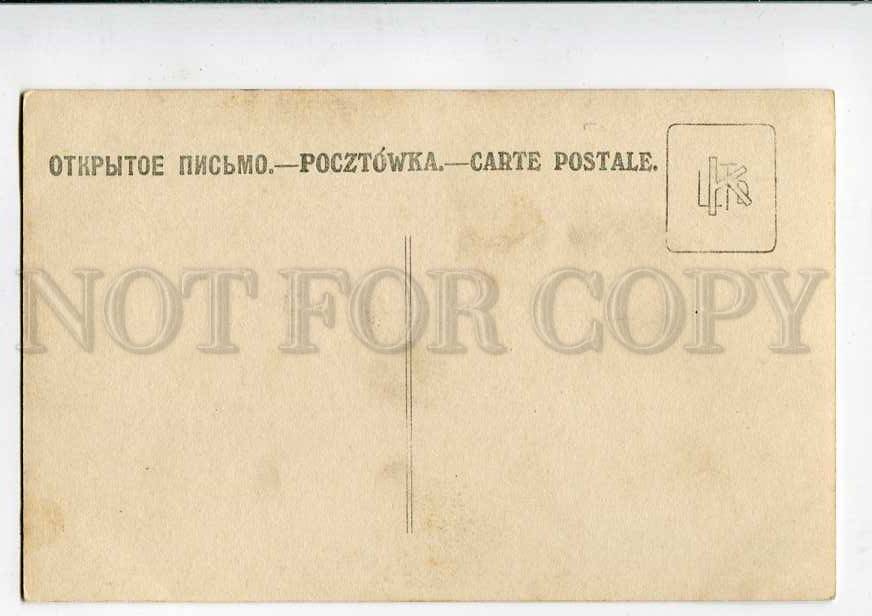 ОТКРЫТОЕ ПИСЬМО.—POCZTÓWKA.—CARTE POSTALE.
NOT FOR COPY